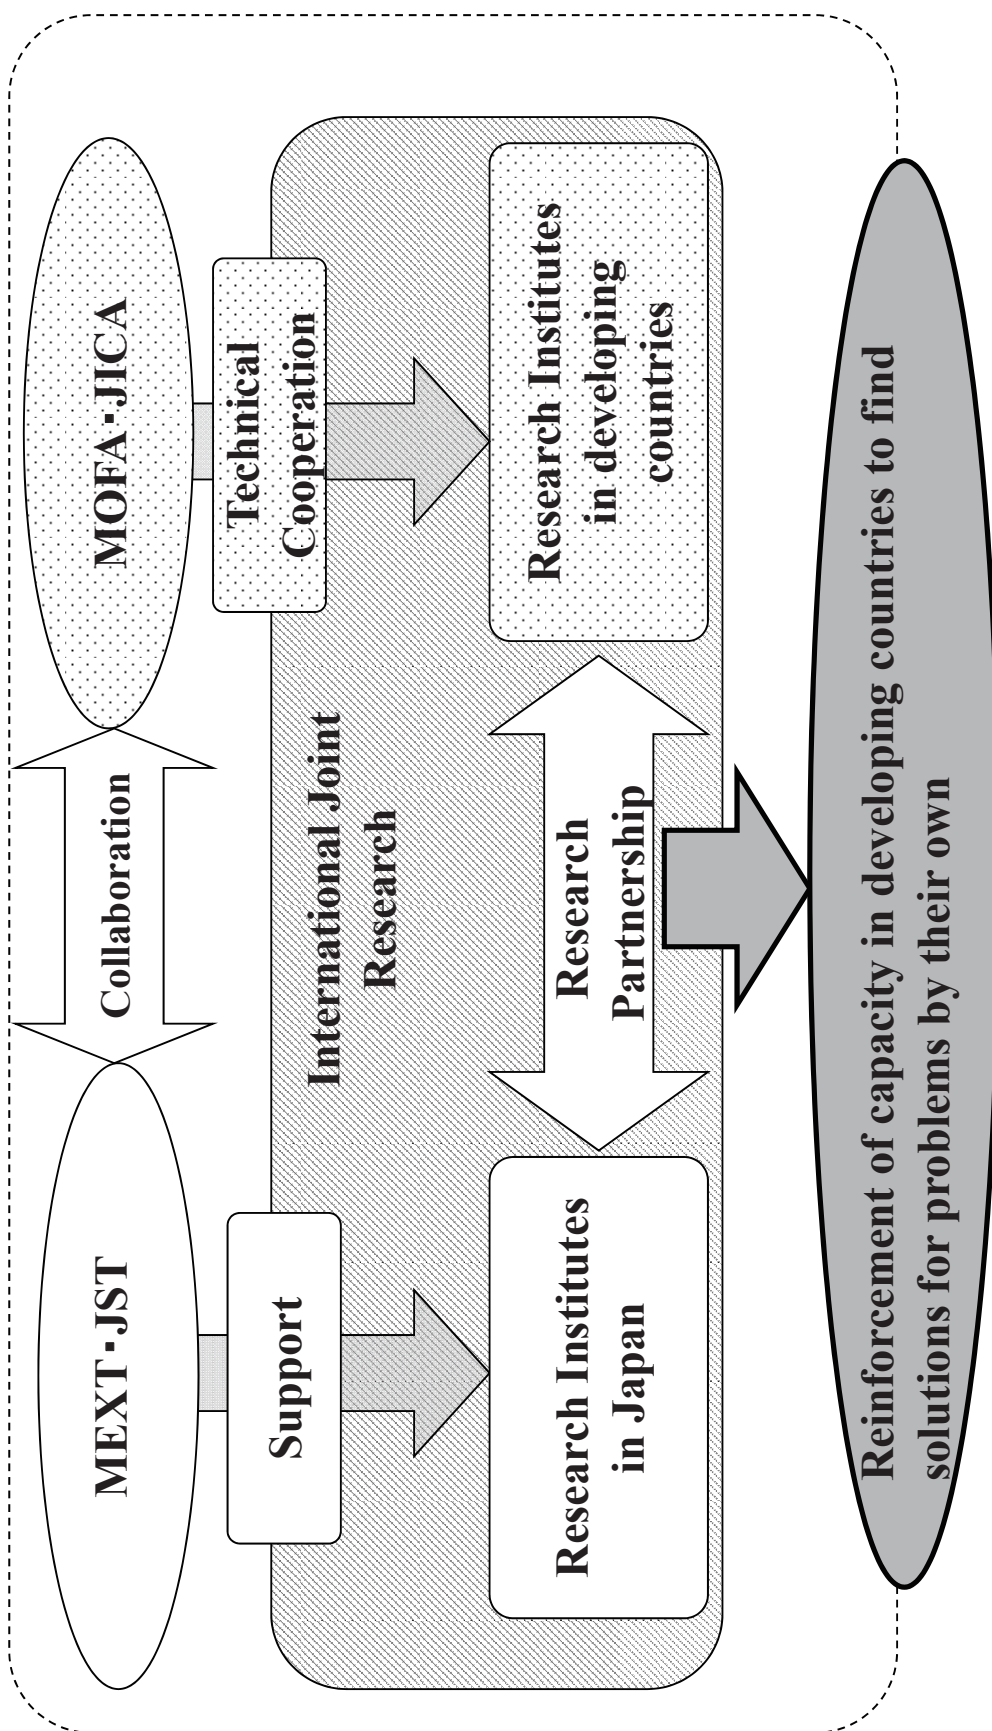 MEXT▪JST
Collaboration
MOFA▪JICA
Support
Technical
Cooperation
International Joint
Research
Research Institutes
in Japan
Research
Partnership
Research Institutes
in developing
countries
Reinforcement of capacity in developing countries to find
solutions for problems by their own